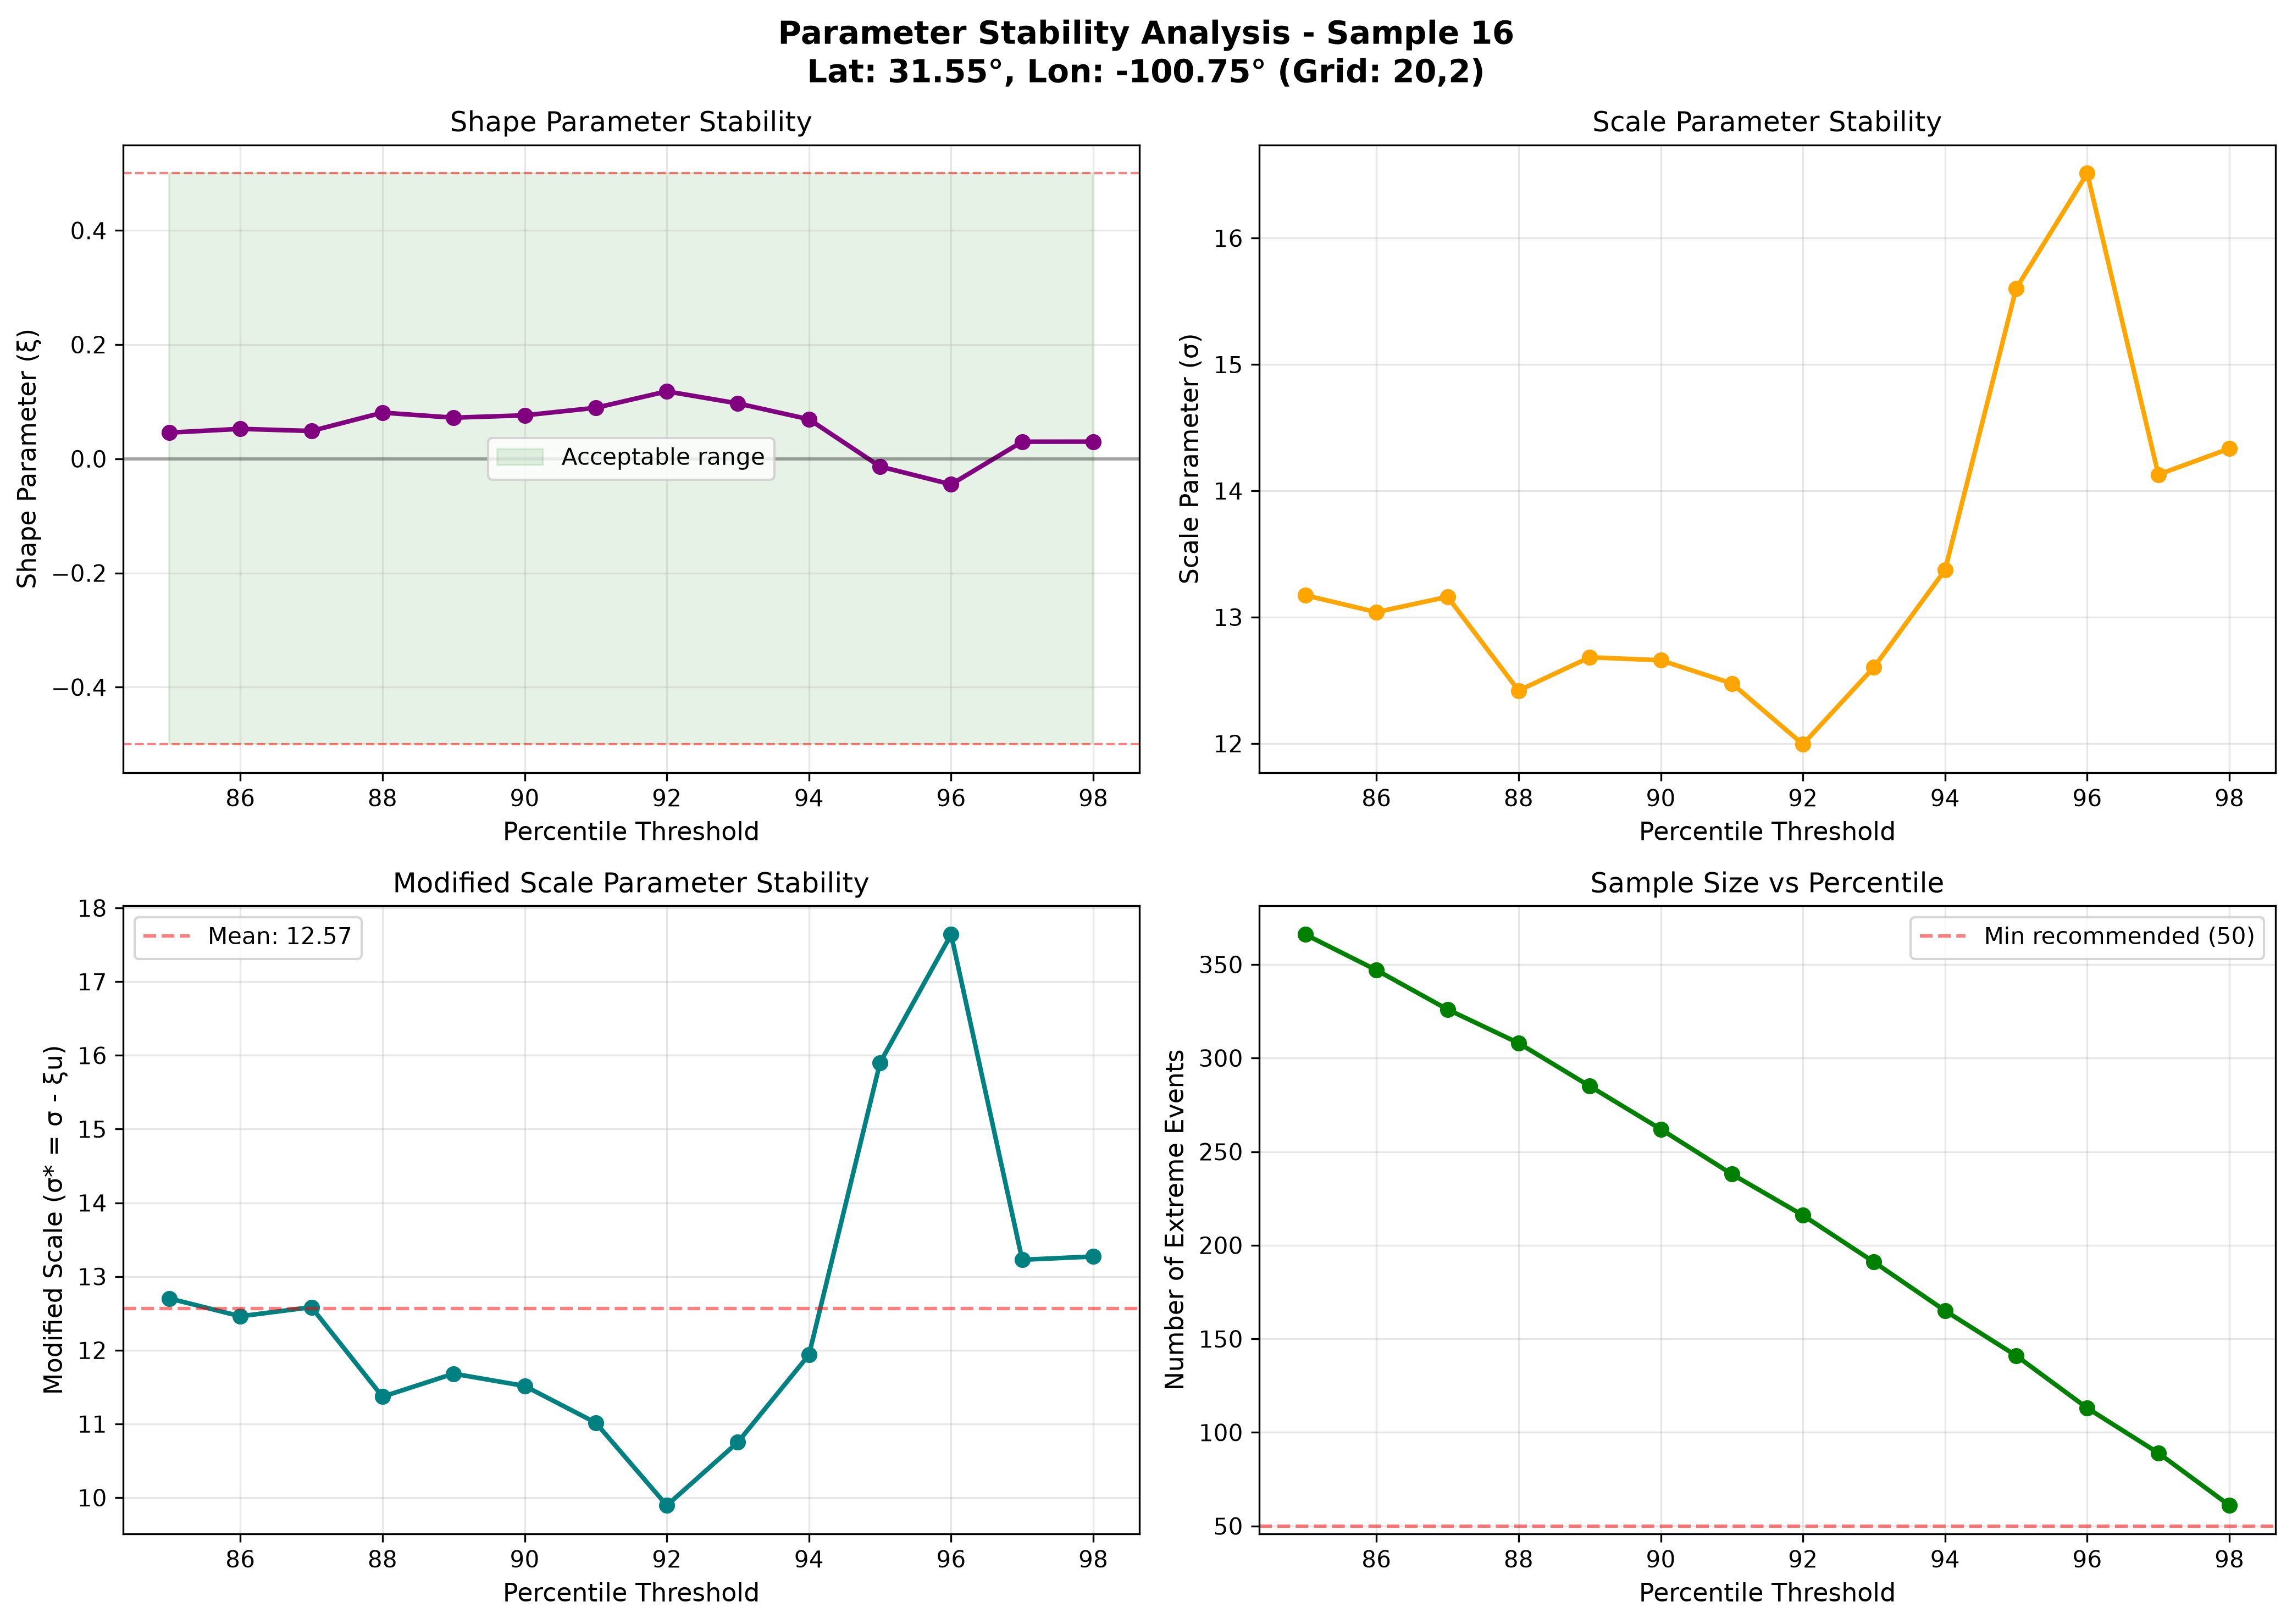 Parameter Stability Analysis - Sample 16
Lat: 31.55°, Lon: -100.75° (Grid: 20,2)
Shape Parameter Stability
Shape Parameter (ξ)
0.4
0.2
0.0
−0.2
−0.4
Acceptable range
86 88 90 92 94 96 98
Percentile Threshold
Scale Parameter Stability
Scale Parameter (σ)
16
15
14
13
12
86 88 90 92 94 96 98
Percentile Threshold
Modified Scale Parameter Stability
Modified Scale (σ* = σ - ξu)
18
17
16
15
14
13
12
11
10
Mean: 12.57
86 88 90 92 94 96 98
Percentile Threshold
Sample Size vs Percentile
Number of Extreme Events
350
300
250
200
150
100
50
Min recommended (50)
86 88 90 92 94 96 98
Percentile Threshold